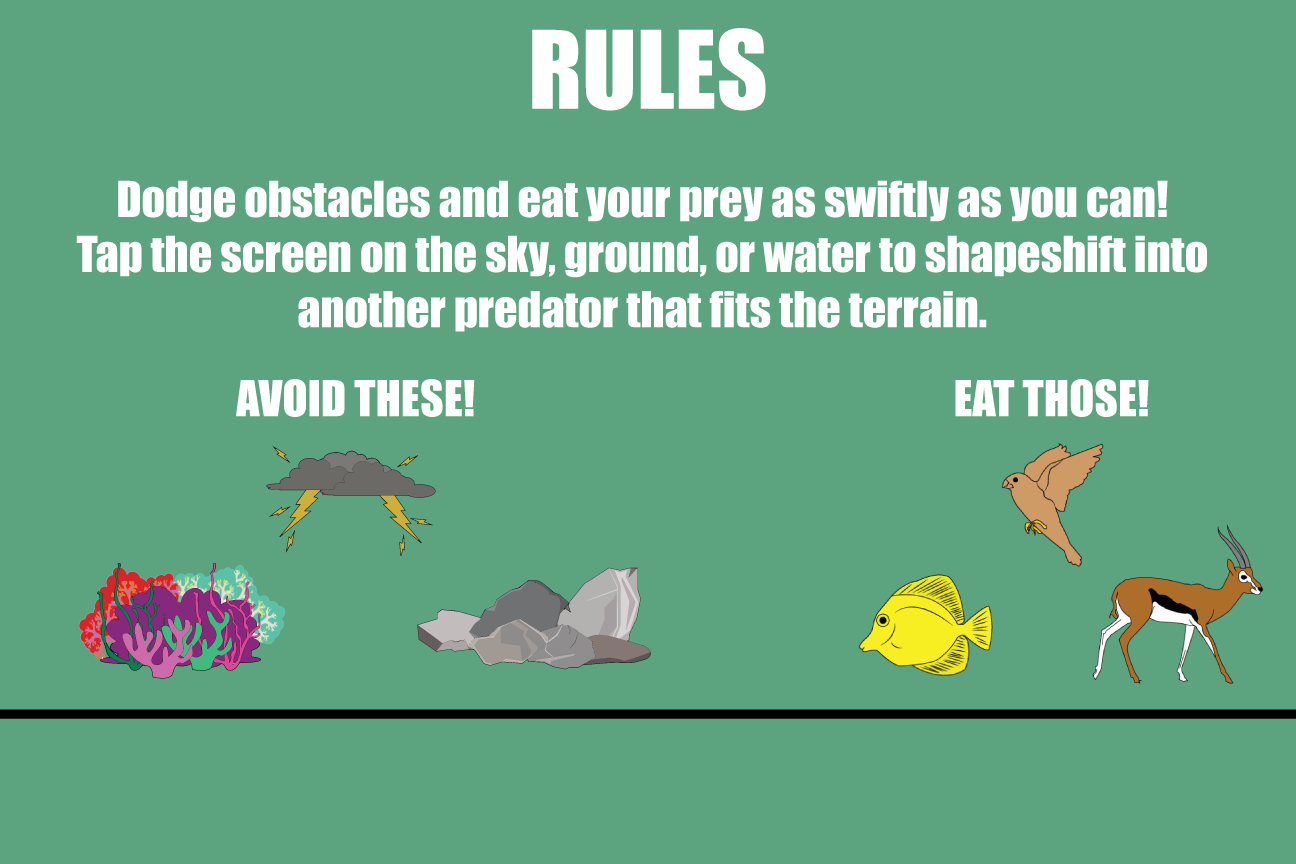 RULES
Dodge obstacles and eat your prey as swiftly as you can!
Tap the screen on the sky, ground, or water to shapeshift into
another predator that fits the terrain.
AVOID THESE!
EAT THOSE!